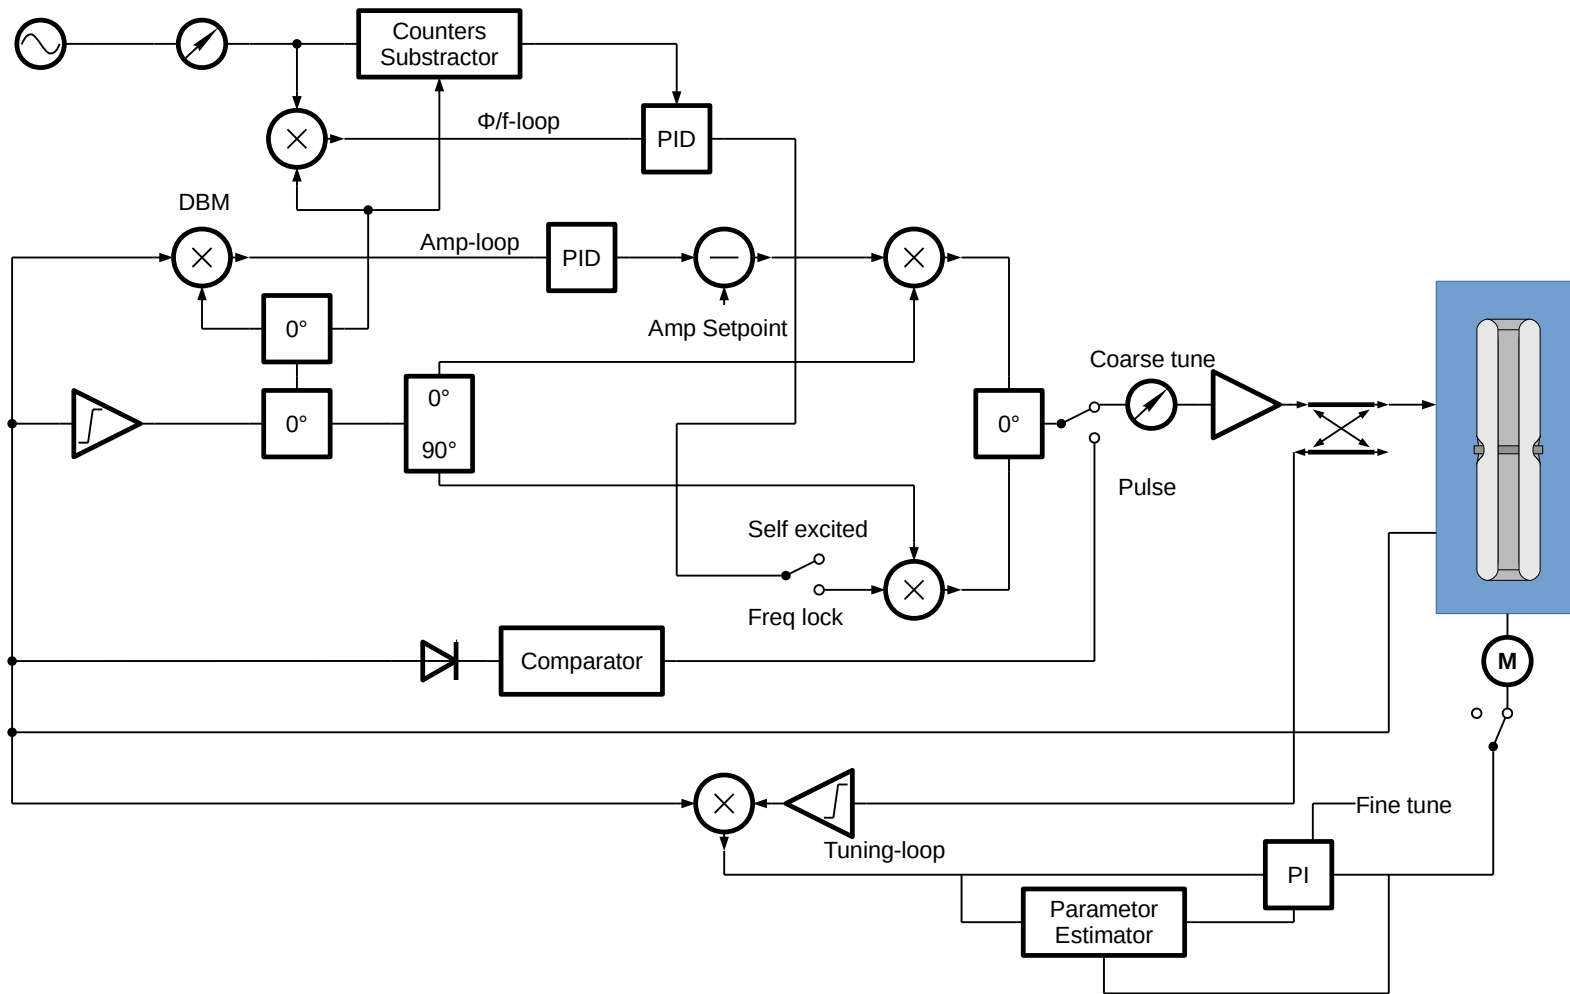 Counters
Substractor
Φ/f-loop
PID
DBM
Amp-loop
PID
0°
Amp Setpoint
Coarse tune
0°
0°
90°
0°
Pulse
Self excited
Freq lock
Comparator
M
Fine tune
Tuning-loop
PI
Parametor
Estimator